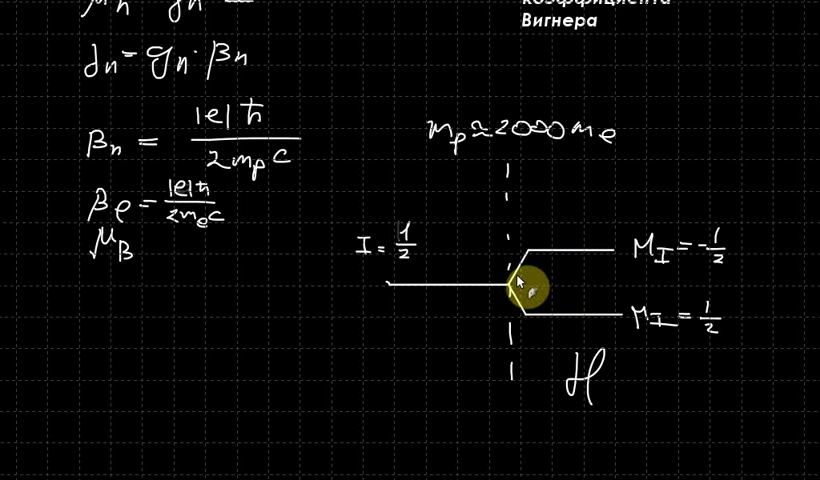 Вигнера
γn = gn · βn
βn = |e|ħ / 2mpc
mp ≈ 2000 me
βe = |e|ħ / 2mec
μB
I = 1/2
MI = -1/2
MI = 1/2
H